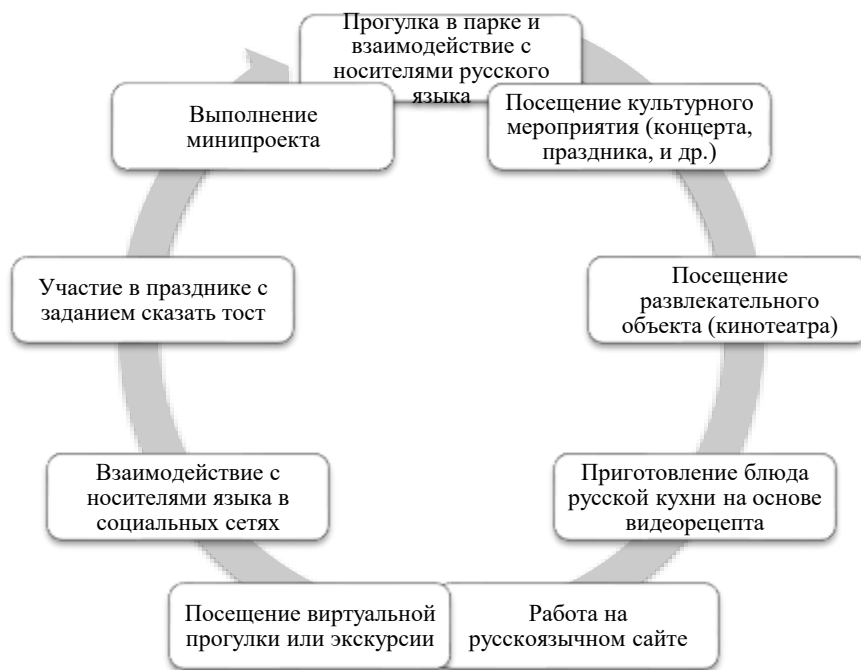 Прогулка в парке и
взаимодействие с
носителями русского
языка
Посещение культурного
мероприятия (концерта,
праздника, и др.)
Посещение
развлекательного
объекта (кинотеатра)
Приготовление блюда
русской кухни на основе
видеорецепта
Работа на
русскоязычном сайте
Посещение виртуальной
прогулки или экскурсии
Взаимодействие с
носителями языка в
социальных сетях
Участие в празднике с
заданием сказать тост
Выполнение
минипроекта